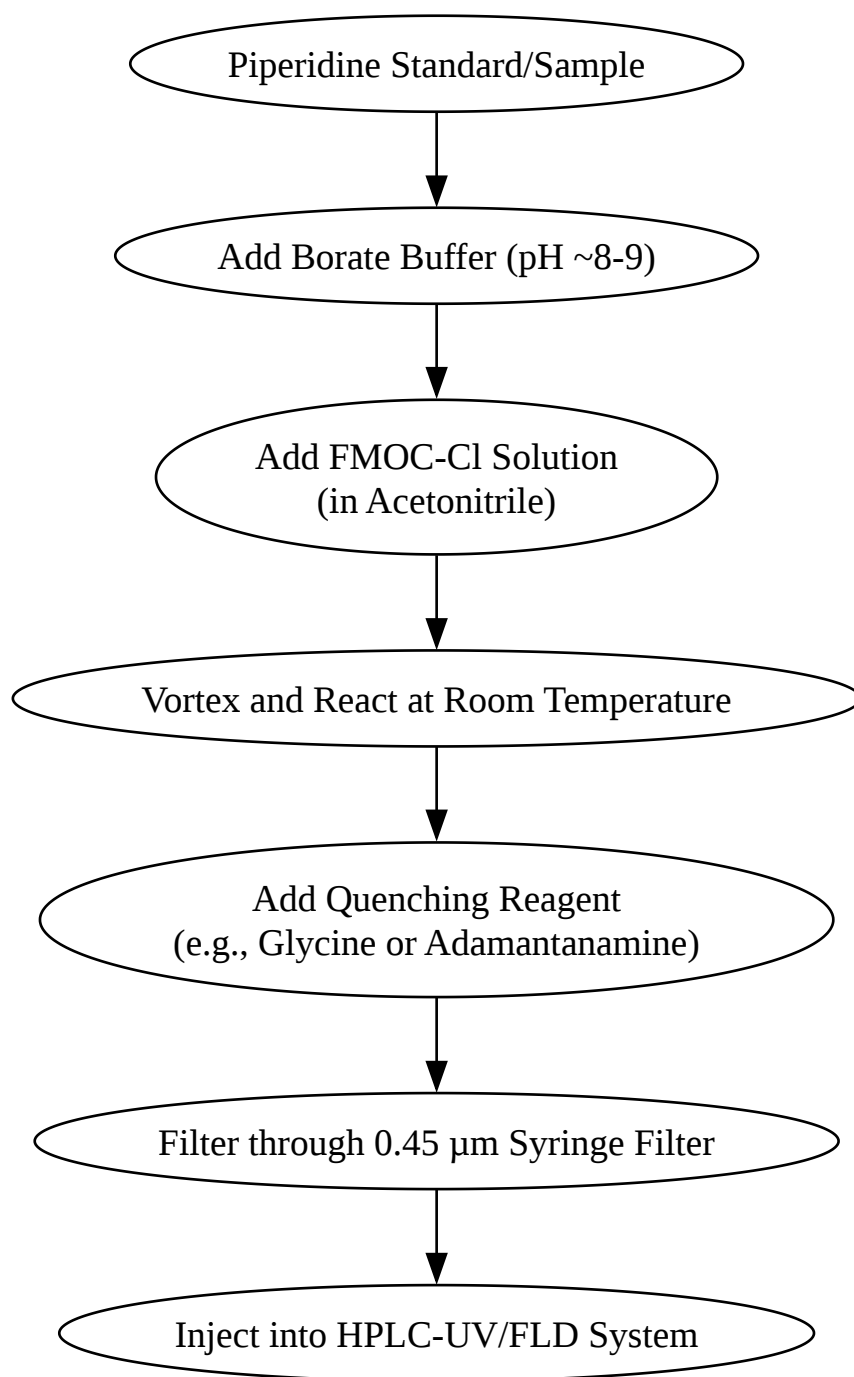 Piperidine Standard/Sample
Add Borate Buffer (pH ~8-9)
Add FMOC-Cl Solution
(in Acetonitrile)
Vortex and React at Room Temperature
Add Quenching Reagent
(e.g., Glycine or Adamantanamine)
Filter through 0.45 µm Syringe Filter
Inject into HPLC-UV/FLD System